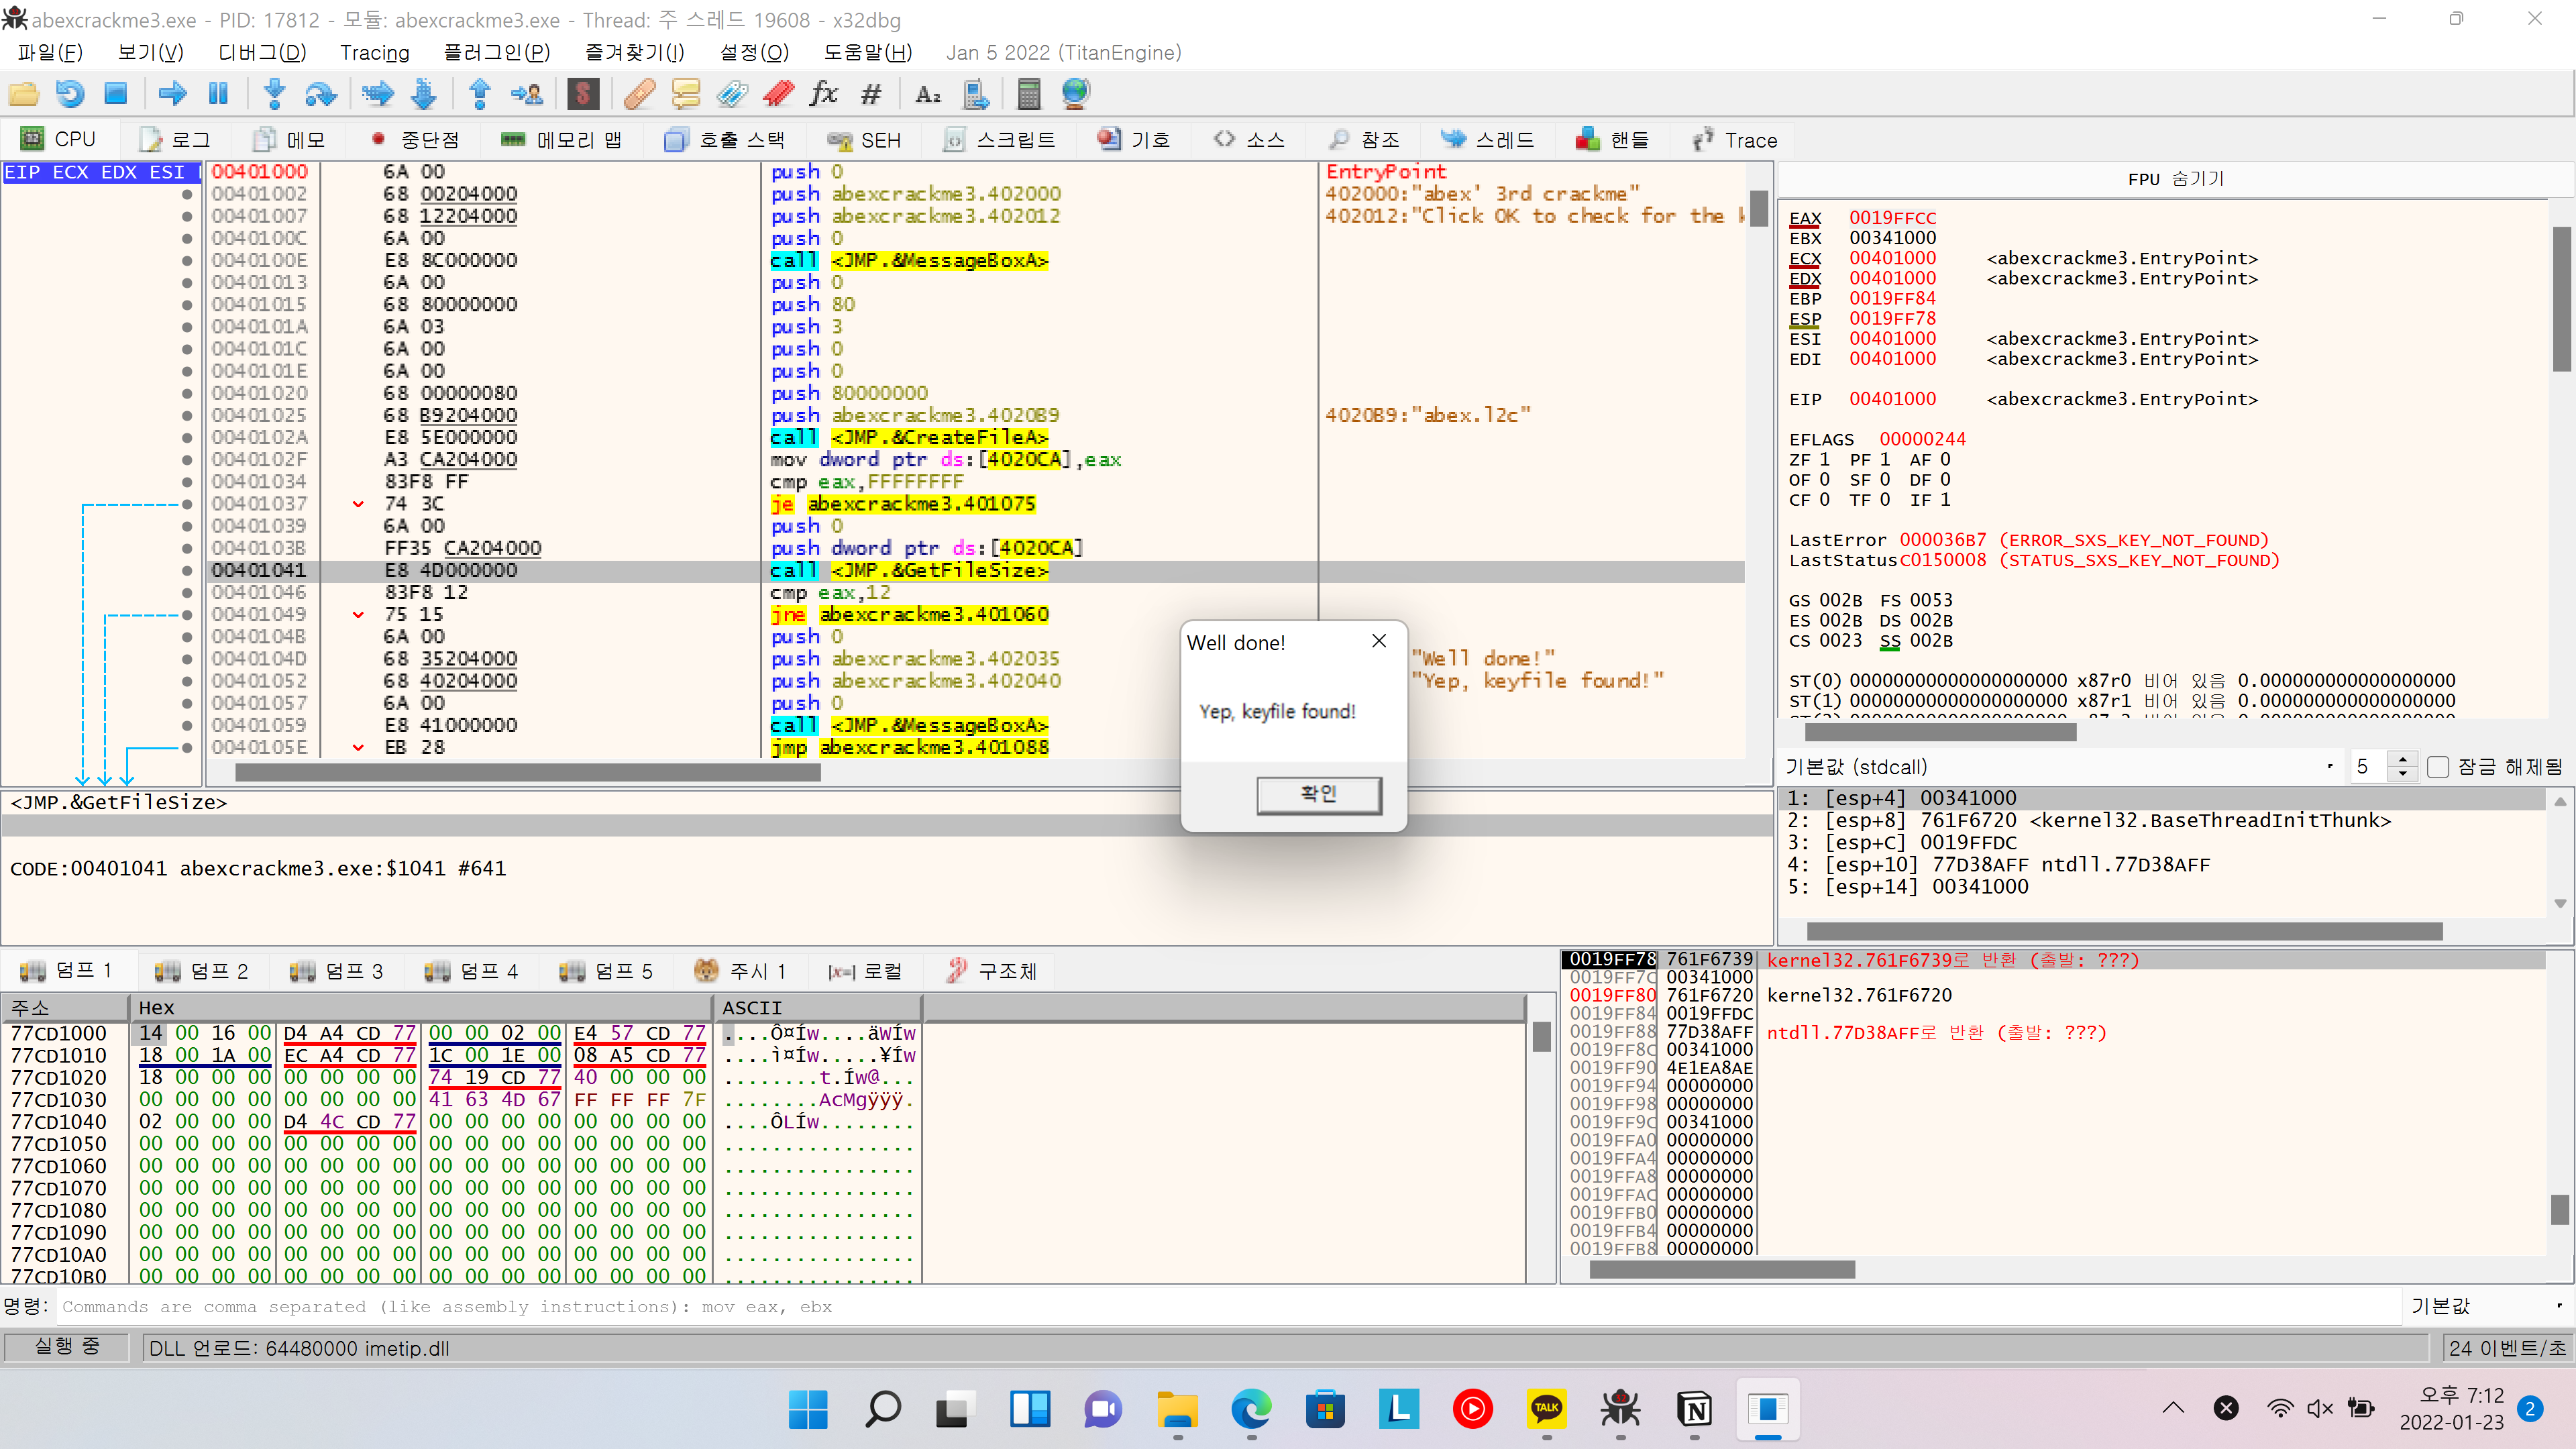 abexcrackme3.exe - PID: 17812 - 모듈: abexcrackme3.exe - Thread: 주 스레드 19608 - x32dbg
파일(F) 보기(V) 디버그(D) Tracing 플러그인(P) 즐겨찾기(I) 설정(O) 도움말(H) Jan 5 2022 (TitanEngine)
CPU 로그 메모 중단점 메모리 맵 호출 스택 SEH 스크립트 기호 소스 참조 스레드 핸들 Trace
EIP ECX EDX ESI
00401000 6A 00 push 0 EntryPoint
00401002 68 00204000 push abexcrackme3.402000 402000:"abex' 3rd crackme"
00401007 68 12204000 push abexcrackme3.402012 402012:"Click OK to check for the
0040100C 6A 00 push 0
0040100E E8 8C000000 call <JMP.&MessageBoxA>
00401013 6A 00 push 0
00401015 68 80000000 push 80
0040101A 6A 03 push 3
0040101C 6A 00 push 0
0040101E 6A 00 push 0
00401020 68 00000080 push 80000000
00401025 68 B9204000 push abexcrackme3.4020B9 4020B9:"abex.l2c"
0040102A E8 5E000000 call <JMP.&CreateFileA>
0040102F A3 CA204000 mov dword ptr ds:[4020CA],eax
00401034 83F8 FF cmp eax,FFFFFFFF
00401037 74 3C je abexcrackme3.401075
00401039 6A 00 push 0
0040103B FF35 CA204000 push dword ptr ds:[4020CA]
00401041 E8 4D000000 call <JMP.&GetFileSize>
00401046 83F8 12 cmp eax,12
00401049 75 15 jne abexcrackme3.401060
0040104B 6A 00 push 0
0040104D 68 35204000 push abexcrackme3.402035 "Well done!"
00401052 68 40204000 push abexcrackme3.402040 "Yep, keyfile found!"
00401057 6A 00 push 0
00401059 E8 41000000 call <JMP.&MessageBoxA>
0040105E EB 28 jmp abexcrackme3.401088
Well done!
Yep, keyfile found!
확인
FPU 숨기기
EAX 0019FFCC
EBX 00341000
ECX 00401000 <abexcrackme3.EntryPoint>
EDX 00401000 <abexcrackme3.EntryPoint>
EBP 0019FF84
ESP 0019FF78
ESI 00401000 <abexcrackme3.EntryPoint>
EDI 00401000 <abexcrackme3.EntryPoint>
EIP 00401000 <abexcrackme3.EntryPoint>
EFLAGS 00000244
ZF 1 PF 1 AF 0
OF 0 SF 0 DF 0
CF 0 TF 0 IF 1
LastError 000036B7 (ERROR_SXS_KEY_NOT_FOUND)
LastStatus C0150008 (STATUS_SXS_KEY_NOT_FOUND)
GS 002B FS 0053
ES 002B DS 002B
CS 0023 SS 002B
ST(0) 00000000000000000000 x87r0 비어 있음 0.000000000000000000
ST(1) 00000000000000000000 x87r1 비어 있음 0.000000000000000000
기본값 (stdcall) 5 잠금 해제됨
1: [esp+4] 00341000
2: [esp+8] 761F6720 <kernel32.BaseThreadInitThunk>
3: [esp+C] 0019FFDC
4: [esp+10] 77D38AFF ntdll.77D38AFF
5: [esp+14] 00341000
<JMP.&GetFileSize>
CODE:00401041 abexcrackme3.exe:$1041 #641
덤프 1 덤프 2 덤프 3 덤프 4 덤프 5 주시 1 [x=] 로컬 구조체
주소 Hex ASCII
77CD1000 14 00 16 00 D4 A4 CD 77 00 00 02 00 E4 57 CD 77 ....Ô¤Íw....äWÍw
77CD1010 18 00 1A 00 EC A4 CD 77 1C 00 1E 00 08 A5 CD 77 ....ì¤Íw.....¥Íw
77CD1020 18 00 00 00 00 00 00 00 74 19 CD 77 40 00 00 00 ........t.Íw@...
77CD1030 00 00 00 00 00 00 00 00 41 63 4D 67 FF FF FF 7F ........AcMgÿÿÿ.
77CD1040 02 00 00 00 D4 4C CD 77 00 00 00 00 00 00 00 00 ....ÔLÍw........
77CD1050 00 00 00 00 00 00 00 00 00 00 00 00 00 00 00 00 ................
77CD1060 00 00 00 00 00 00 00 00 00 00 00 00 00 00 00 00 ................
77CD1070 00 00 00 00 00 00 00 00 00 00 00 00 00 00 00 00 ................
77CD1080 00 00 00 00 00 00 00 00 00 00 00 00 00 00 00 00 ................
77CD1090 00 00 00 00 00 00 00 00 00 00 00 00 00 00 00 00 ................
77CD10A0 00 00 00 00 00 00 00 00 00 00 00 00 00 00 00 00 ................
77CD10B0 00 00 00 00 00 00 00 00 00 00 00 00 00 00 00 00 ................
0019FF78 761F6739 kernel32.761F6739로 반환 (출발: ???)
0019FF7C 00341000
0019FF80 761F6720 kernel32.761F6720
0019FF84 0019FFDC
0019FF88 77D38AFF ntdll.77D38AFF로 반환 (출발: ???)
0019FF8C 00341000
0019FF90 4E1EA8AE
0019FF94 00000000
0019FF98 00000000
0019FF9C 00341000
0019FFA0 00000000
0019FFA4 00000000
0019FFA8 00000000
0019FFAC 00000000
0019FFB0 00000000
0019FFB4 00000000
0019FFB8 00000000
명령: Commands are comma separated (like assembly instructions): mov eax, ebx 기본값
실행 중 DLL 언로드: 64480000 imetip.dll 24 이벤트/초
L TALK N
오후 7:12
2022-01-23 2